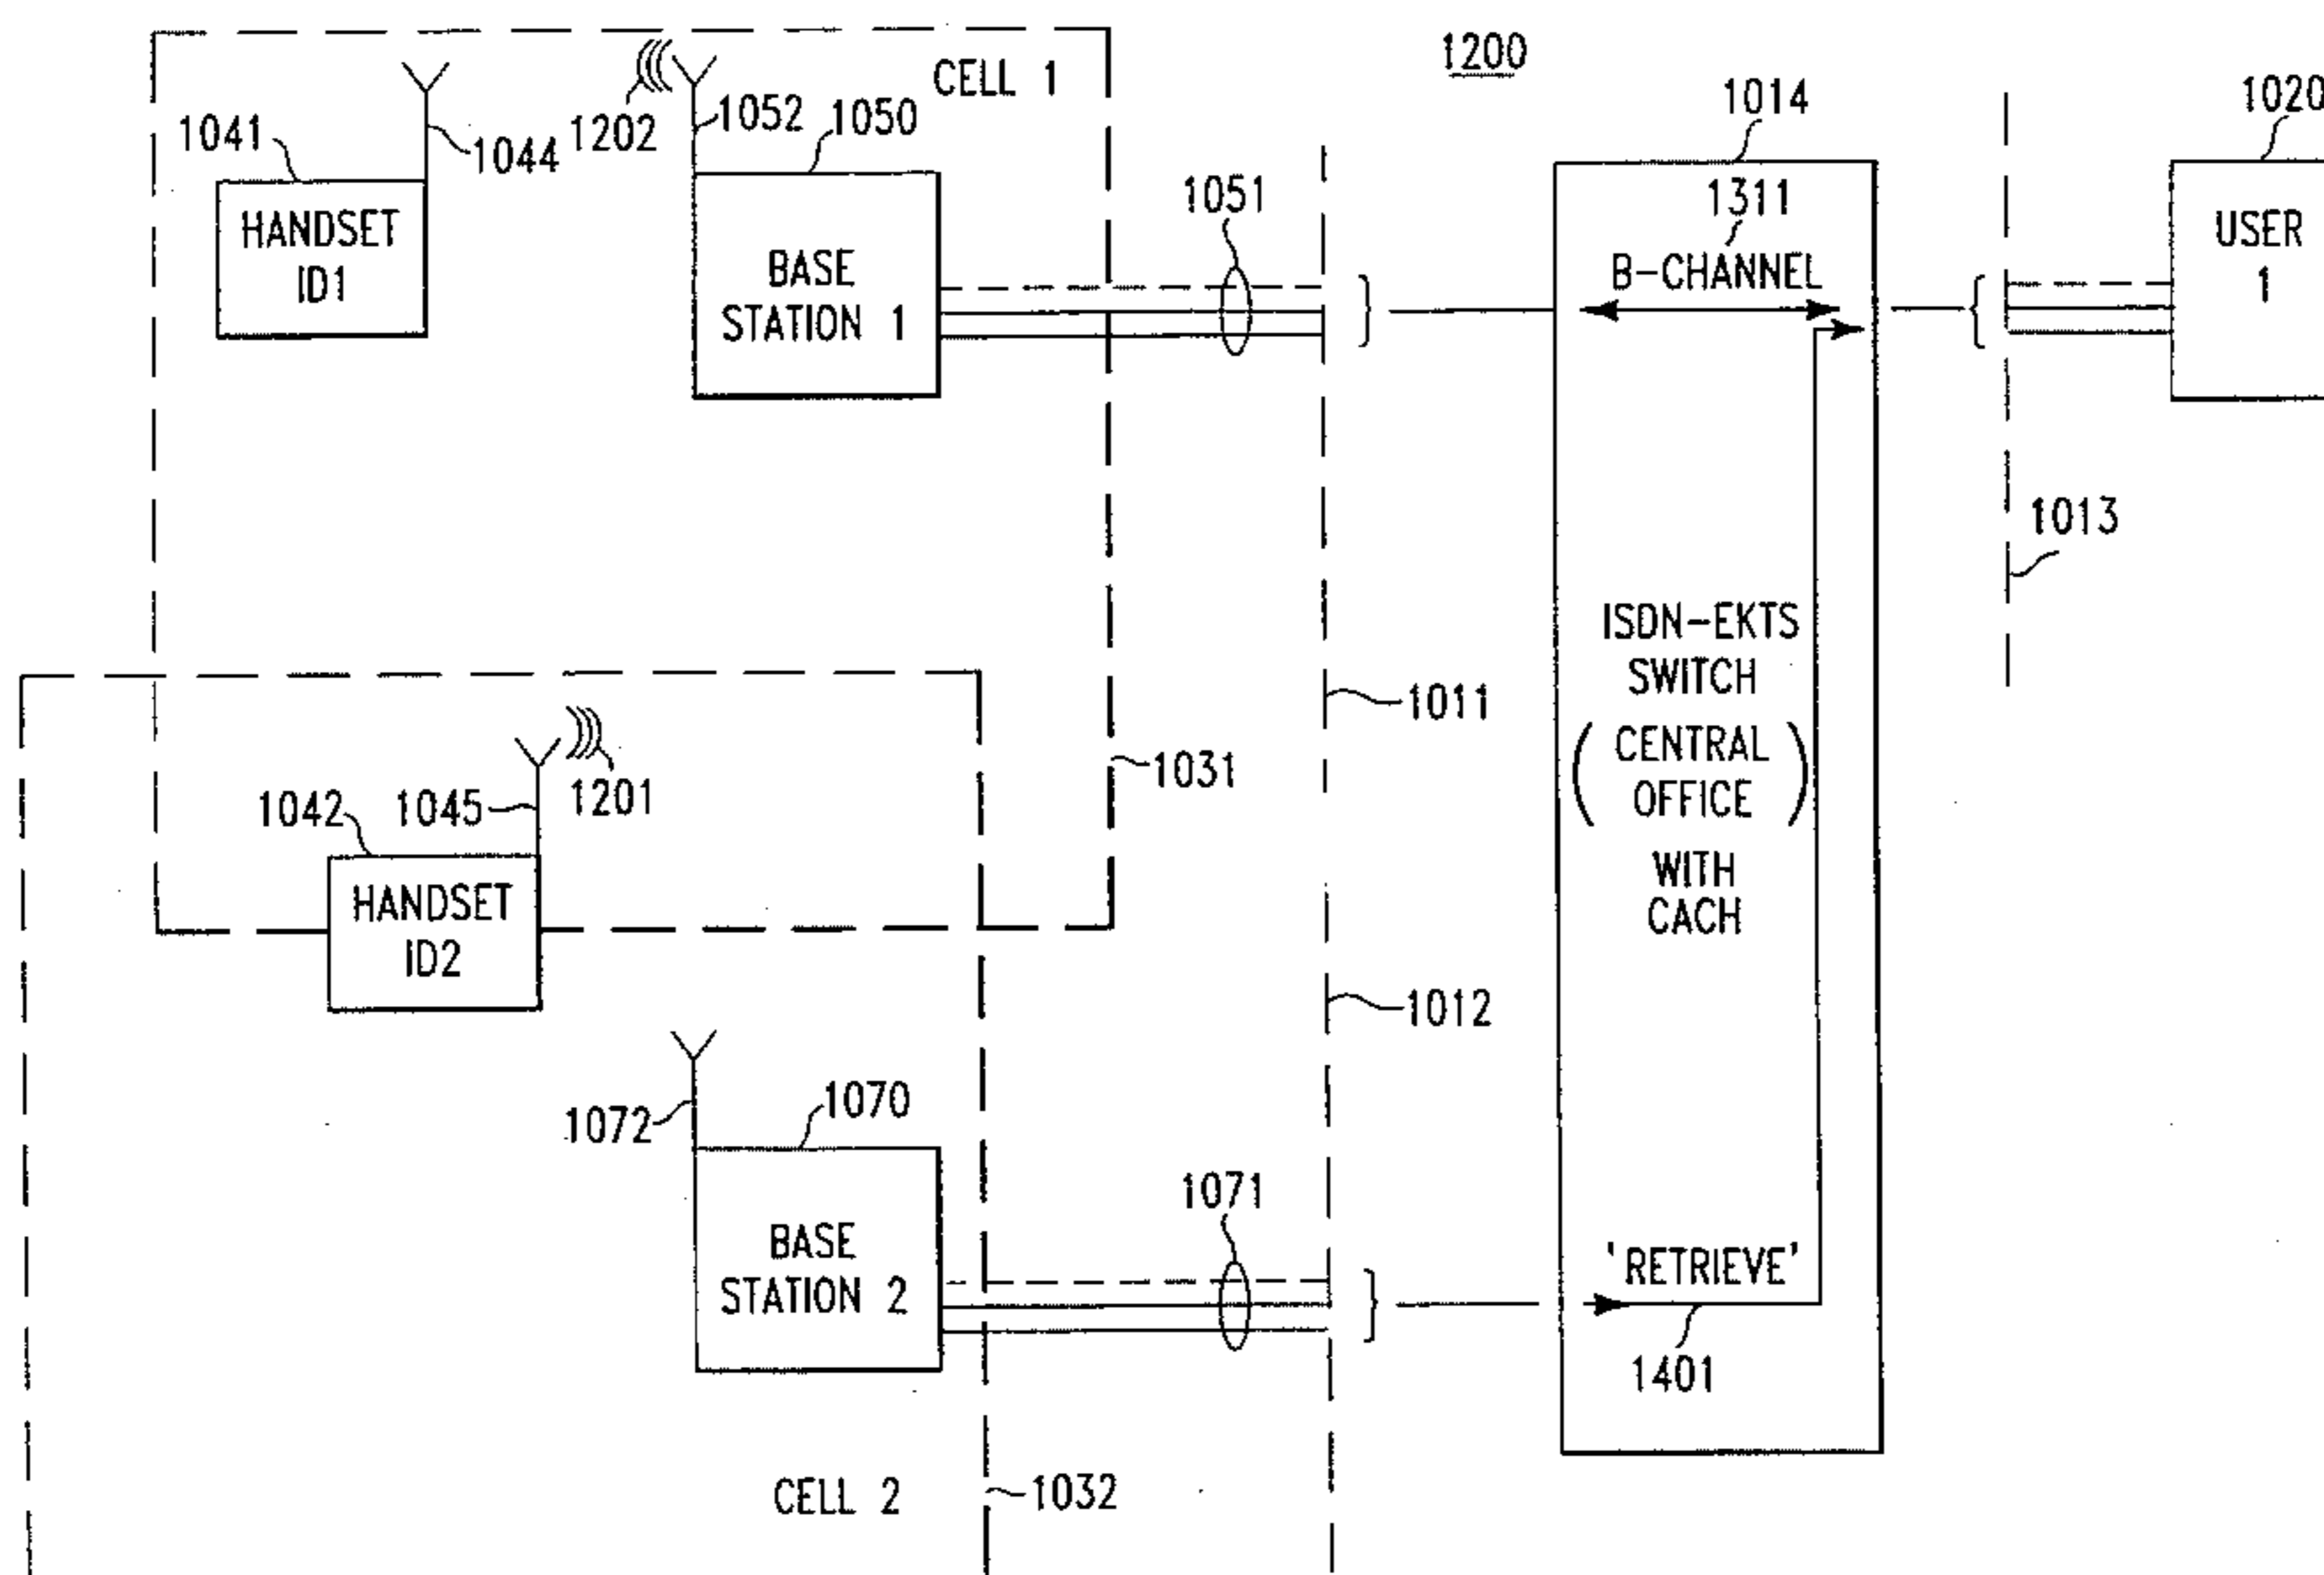 1200
CELL 1
1202
1052
1050
1041
1044
HANDSET
ID1
BASE
STATION 1
1051
1014
1311
B-CHANNEL
1020
USER
1
1013
ISDN-EKTS
SWITCH
( CENTRAL
OFFICE )
WITH
CACH
1011
1031
1201
1042
1045
HANDSET
ID2
1012
1072
1070
BASE
STATION 2
1071
'RETRIEVE'
1401
CELL 2
1032